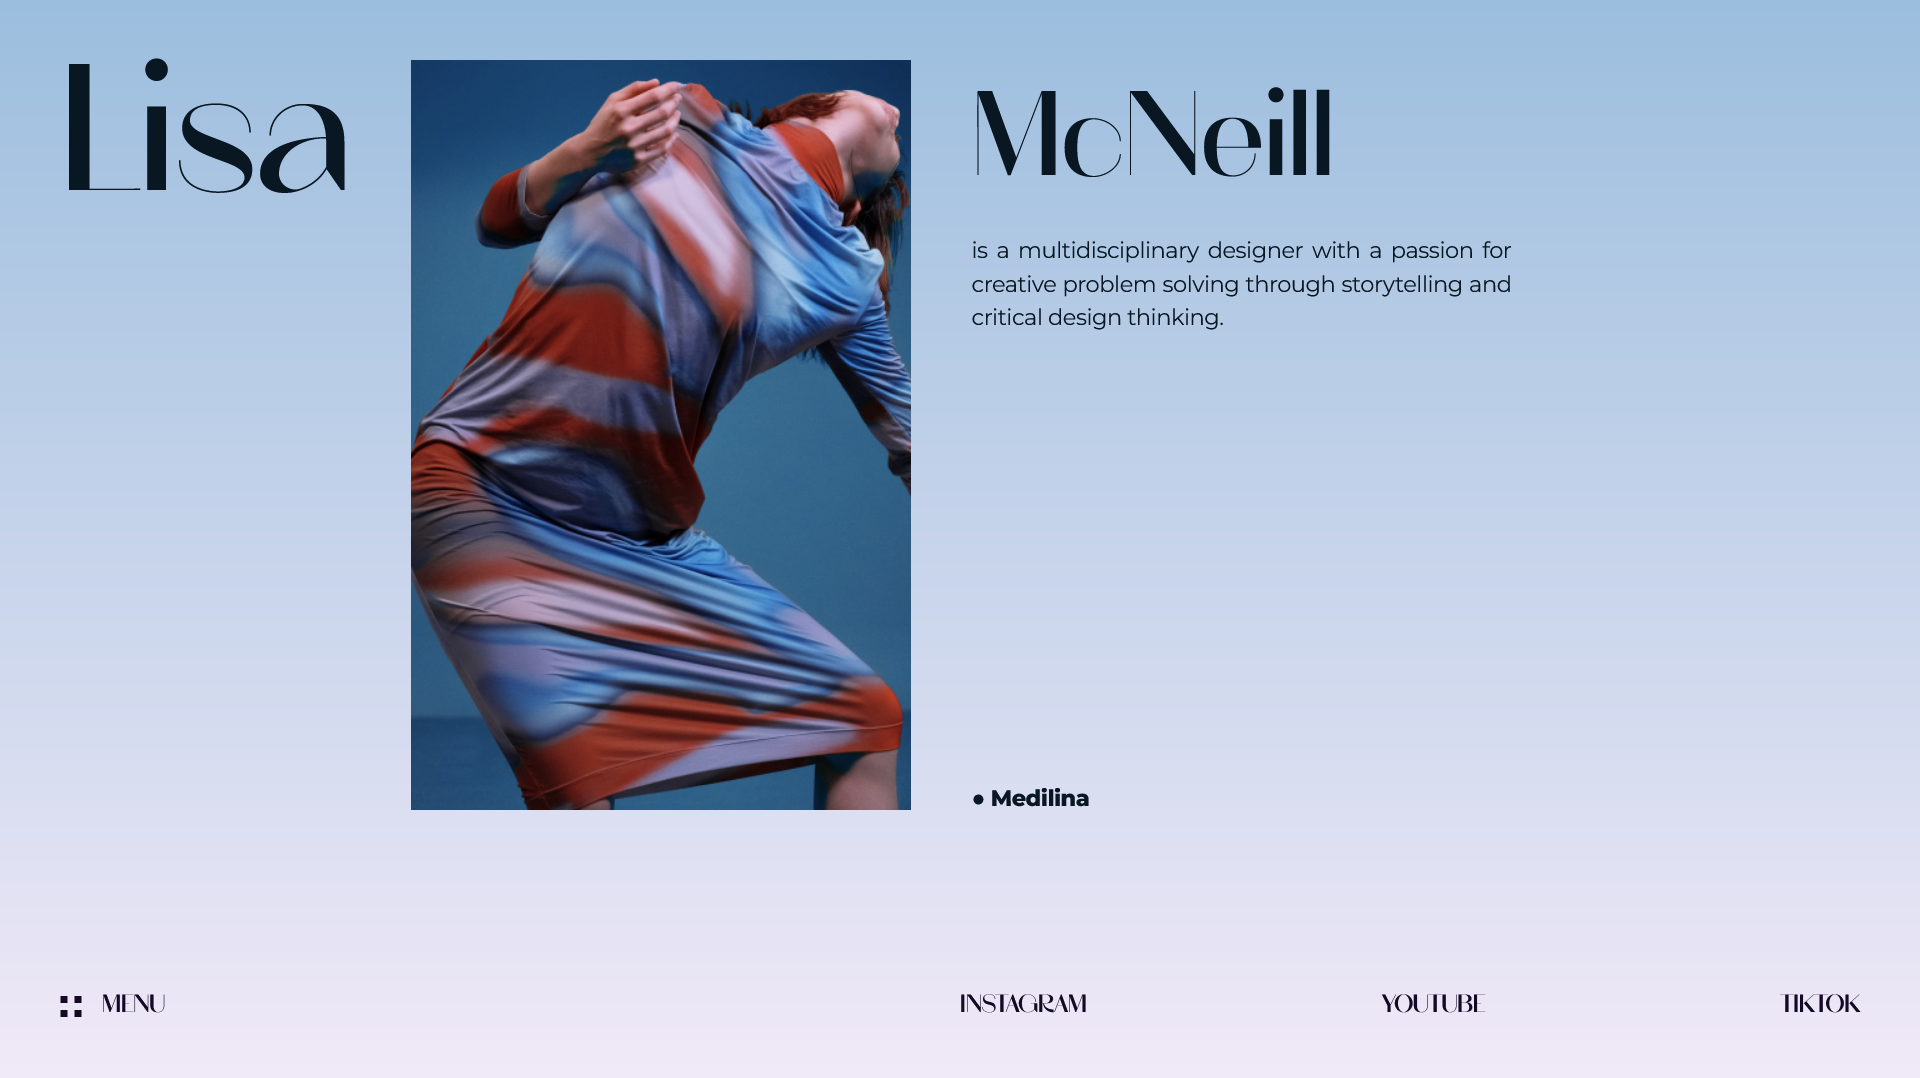 Lisa
McNeill
is a multidisciplinary designer with a passion for
creative problem solving through storytelling and
critical design thinking.
● Medilina
MENU
INSTAGRAM
YOUTUBE
TIKTOK